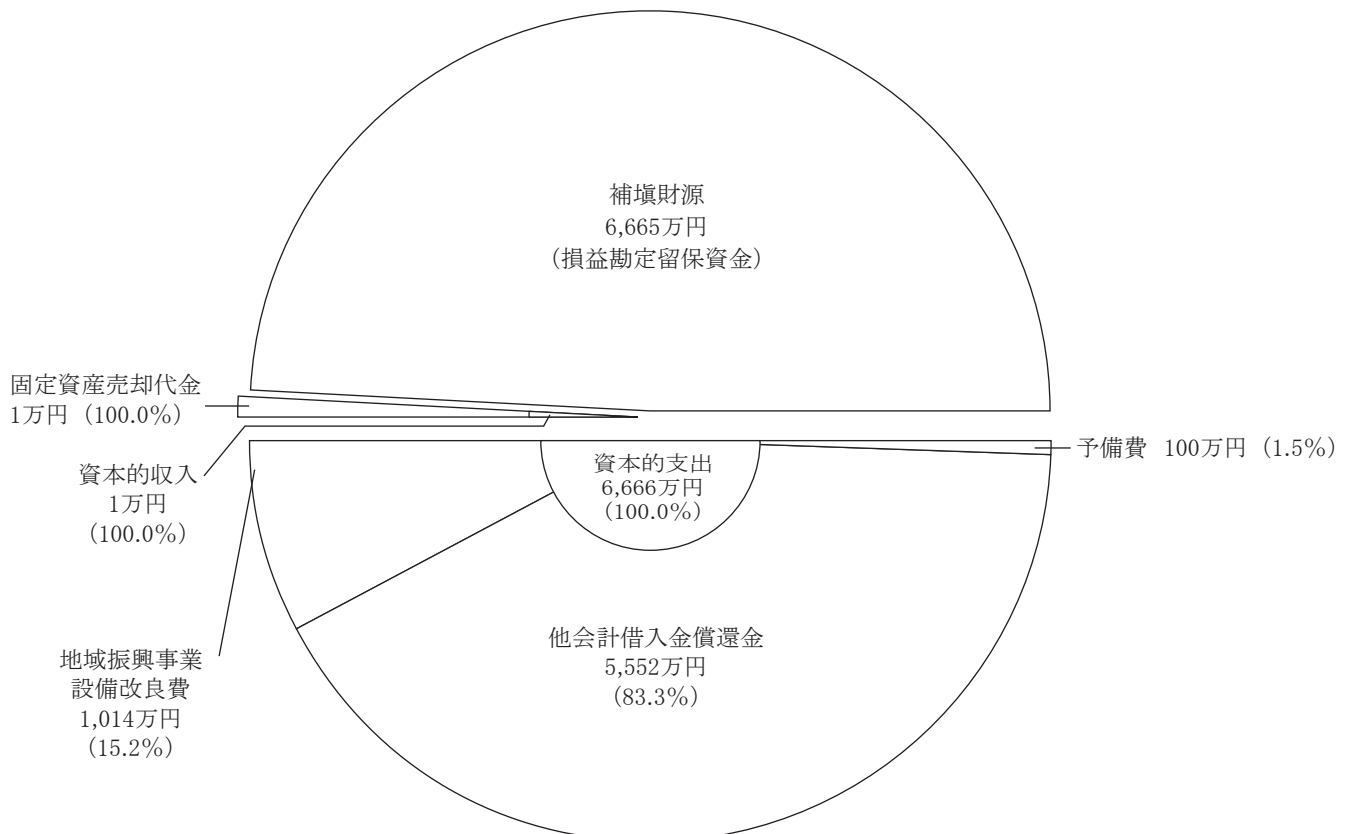 補塡財源
6,665万円
（損益勘定留保資金）
固定資産売却代金
1万円（100.0%）
資本的収入
1万円
（100.0%）
予備費 100万円（1.5%）
資本的支出
6,666万円
（100.0%）
地域振興事業
設備改良費
1,014万円
（15.2%）
他会計借入金償還金
5,552万円
（83.3%）